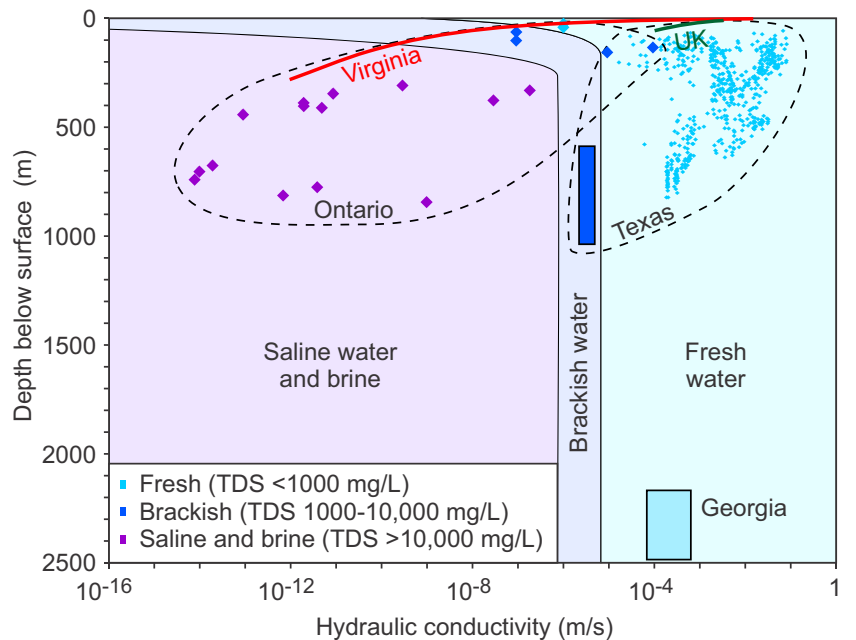 0
500
1000
1500
2000
2500
Depth below surface (m)
Virginia
UK
Ontario
Texas
Saline water
and brine
Brackish water
Fresh
water
Georgia
Fresh (TDS <1000 mg/L)
Brackish (TDS 1000-10,000 mg/L)
Saline and brine (TDS >10,000 mg/L)
10⁻¹⁶
10⁻¹²
10⁻⁸
10⁻⁴
1
Hydraulic conductivity (m/s)